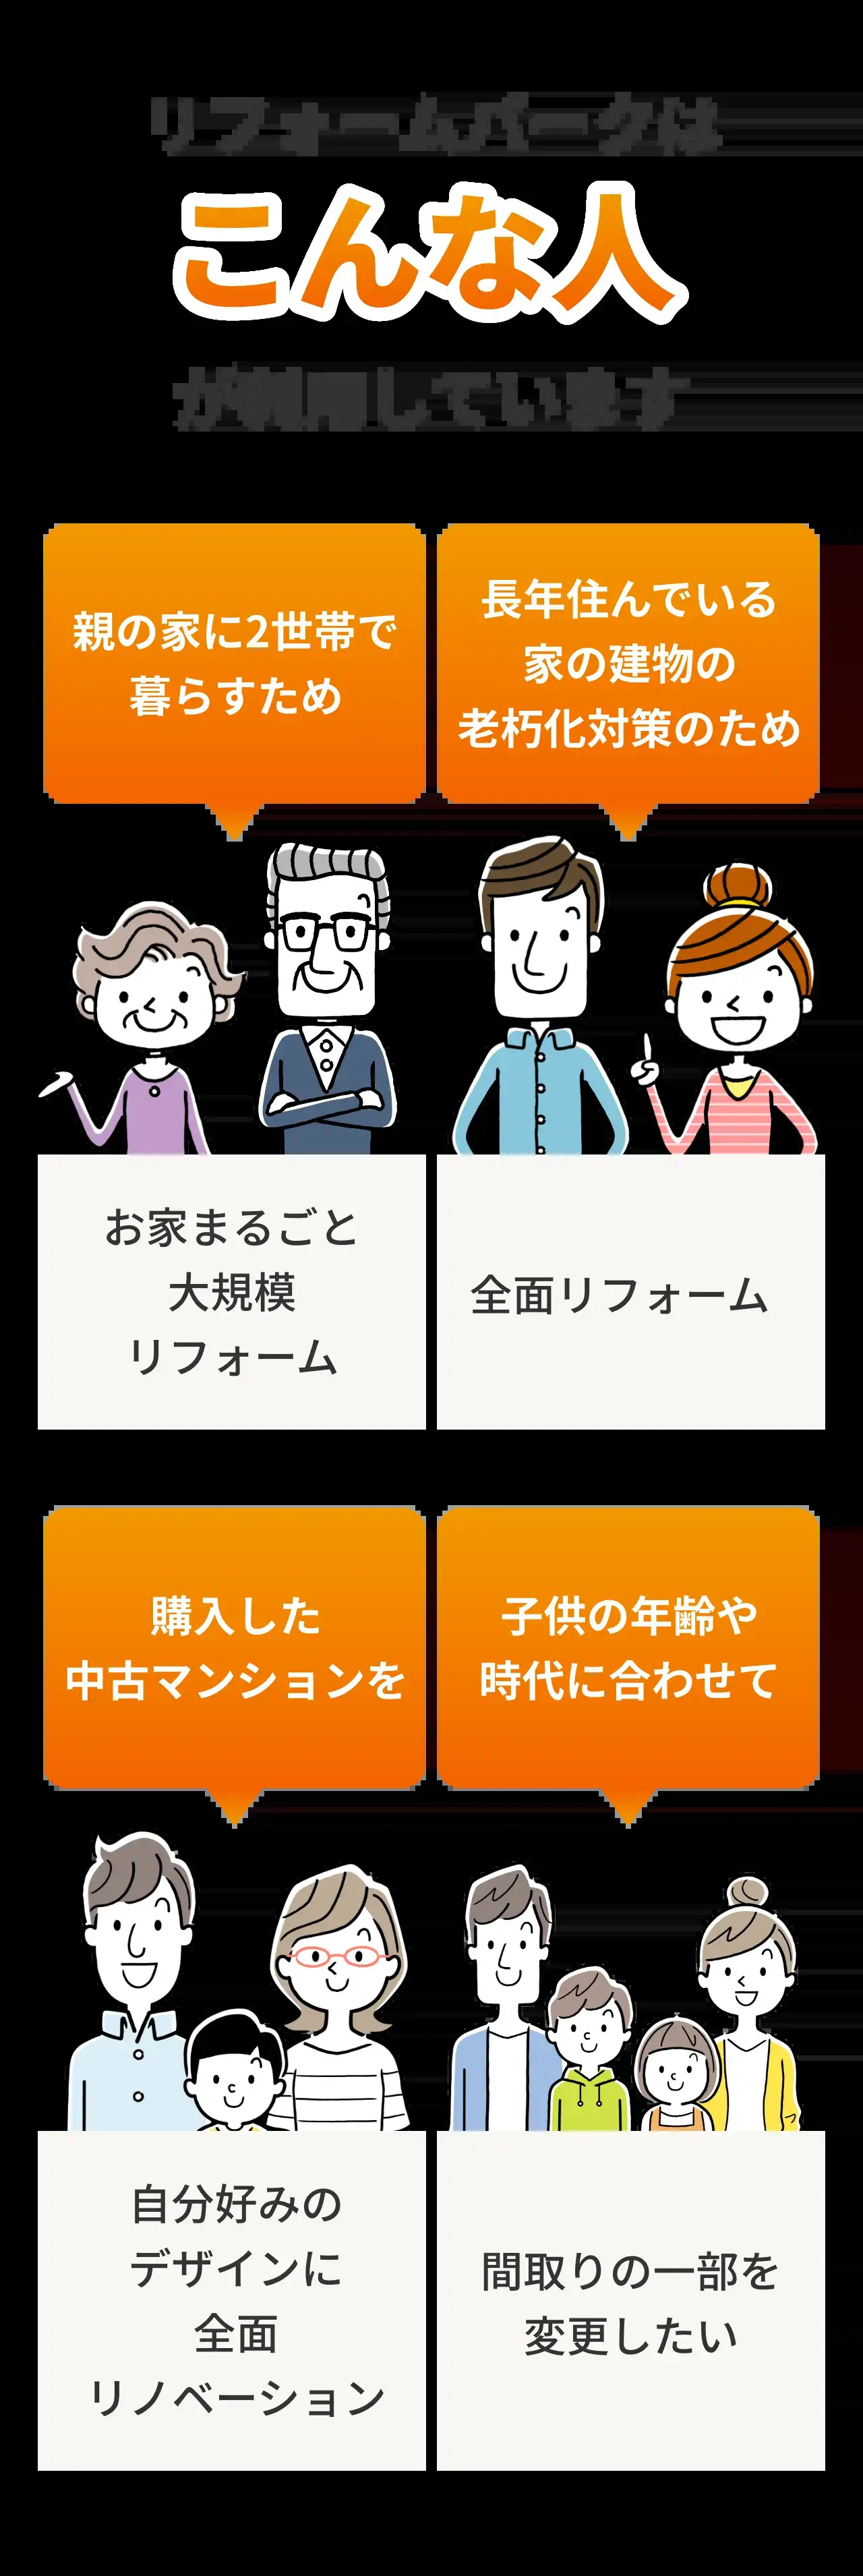 リフォームパークは
こんな人
が利用しています
親の家に2世帯で
暮らすため
お家まるごと
大規模
リフォーム
長年住んでいる
家の建物の
老朽化対策のため
全面リフォーム
購入した
中古マンションを
自分好みの
デザインに
全面
リノベーション
子供の年齢や
時代に合わせて
間取りの一部を
変更したい